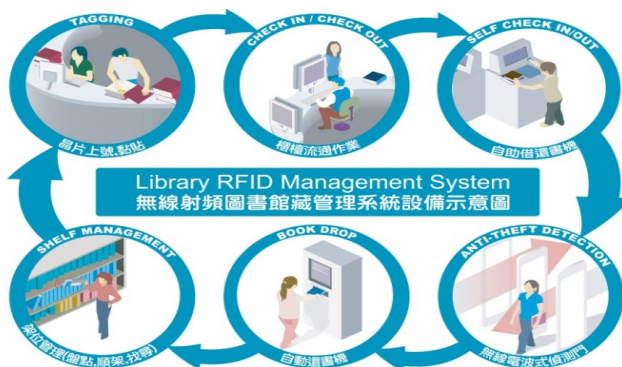 TAGGING
晶片上號,黏貼
CHECK IN / CHECK OUT
櫃檯流通作業
SELF CHECK IN/OUT
自助借還書機
Library RFID Management System
無線射頻圖書館藏管理系統設備示意圖
SHELF MANAGEMENT
架位管理(盤點,順架,找尋)
BOOK DROP
自動還書機
ANTI-THEFT DETECTION
無線電波式偵測門